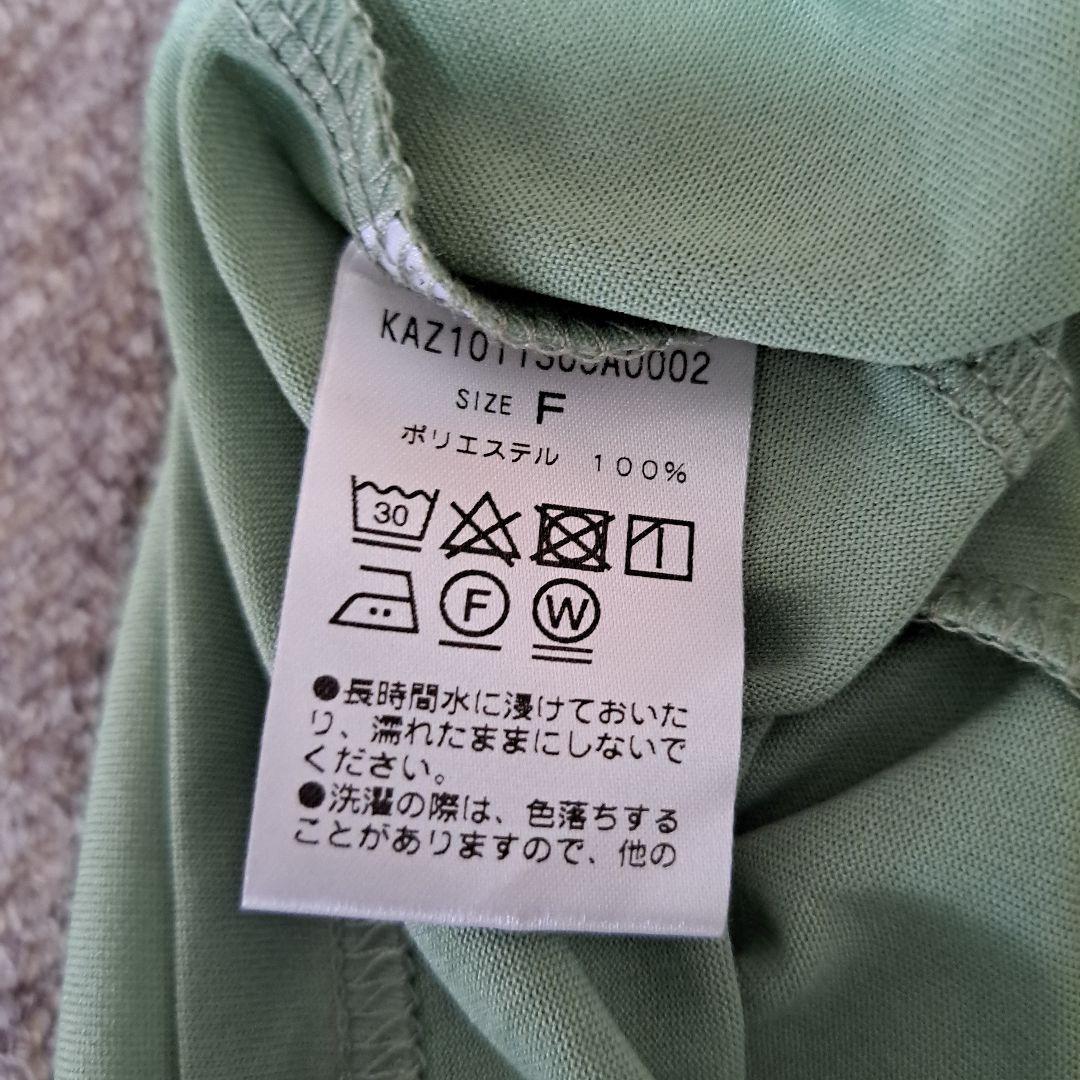 SIZE F
ポリエステル 100%
30
F
W
●長時間水に浸けておいた
り、濡れたままにしないで
ください。
●洗濯の際は、色落ちする
ことがありますので、他の